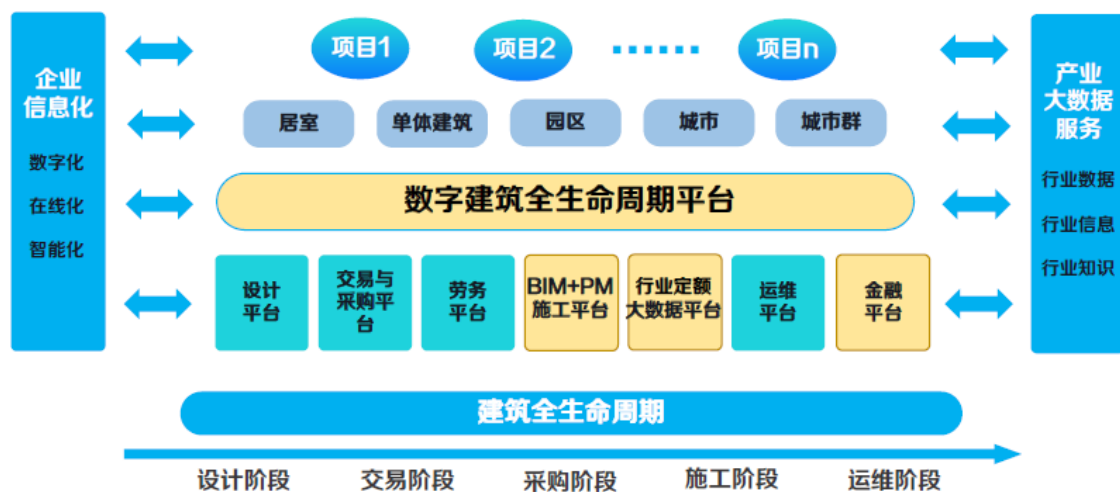 企业
信息化
数字化
在线化
智能化
项目1
项目2
……
项目n
居室
单体建筑
园区
城市
城市群
数字建筑全生命周期平台
设计
平台
交易与
采购平
台
劳务
平台
BIM+PM
施工平台
行业定额
大数据平台
运维
平台
金融
平台
产业
大数据
服务
行业数据
行业信息
行业知识
建筑全生命周期
设计阶段
交易阶段
采购阶段
施工阶段
运维阶段